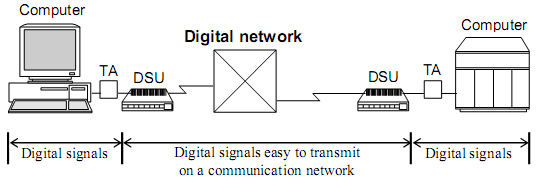 Computer
Computer
Digital network
TA
DSU
DSU
TA
Digital signals
Digital signals easy to transmit
on a communication network
Digital signals